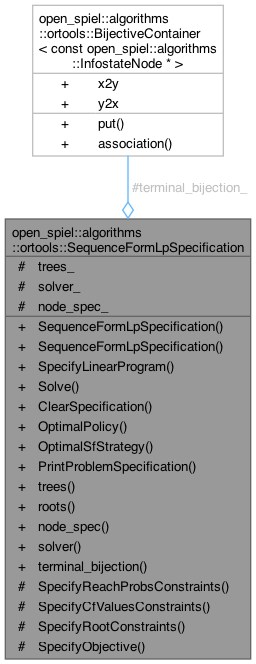 open_spiel::algorithms
::ortools::BijectiveContainer
< const open_spiel::algorithms
::InfostateNode * >
+ x2y
+ y2x
+ put()
+ association()
#terminal_bijection_
open_spiel::algorithms
::ortools::SequenceFormLpSpecification
# trees_
# solver_
# node_spec_
+ SequenceFormLpSpecification()
+ SequenceFormLpSpecification()
+ SpecifyLinearProgram()
+ Solve()
+ ClearSpecification()
+ OptimalPolicy()
+ OptimalSfStrategy()
+ PrintProblemSpecification()
+ trees()
+ roots()
+ node_spec()
+ solver()
+ terminal_bijection()
# SpecifyReachProbsConstraints()
# SpecifyCfValuesConstraints()
# SpecifyRootConstraints()
# SpecifyObjective()